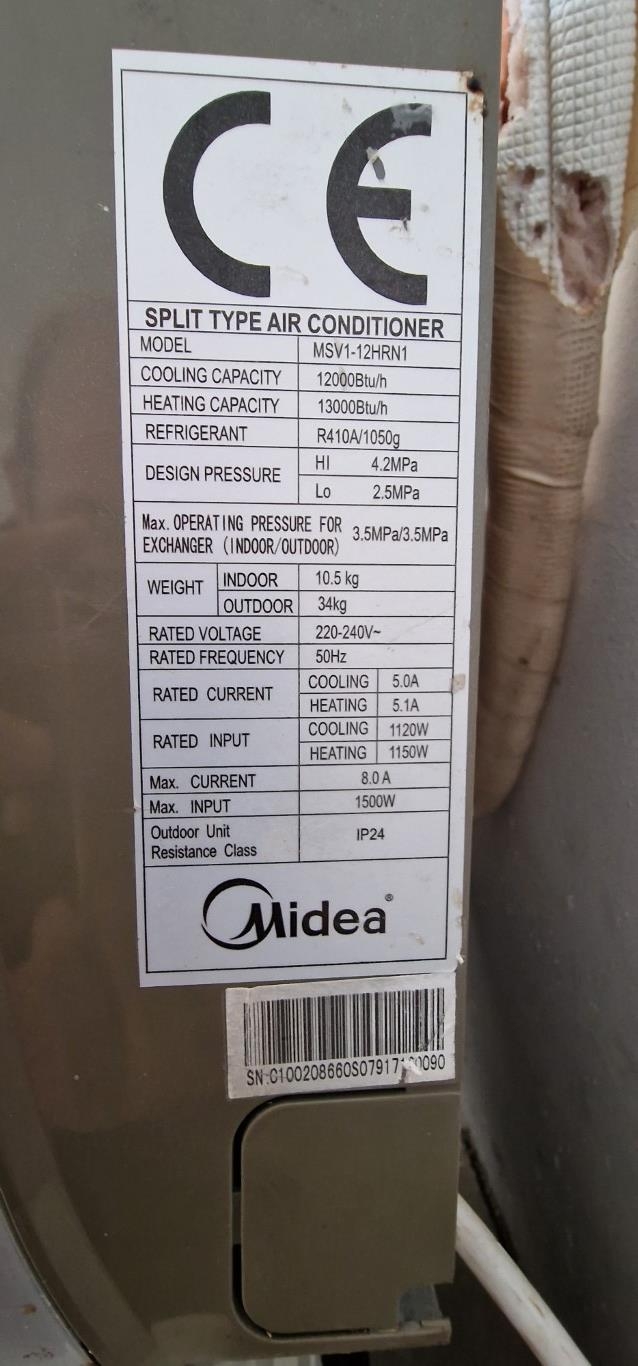 CE
SPLIT TYPE AIR CONDITIONER
MODEL MSV1-12HRN1
COOLING CAPACITY 12000Btu/h
HEATING CAPACITY 13000Btu/h
REFRIGERANT R410A/1050g
DESIGN PRESSURE HI 4.2MPa
Lo 2.5MPa
Max. OPERATING PRESSURE FOR
EXCHANGER (INDOOR/OUTDOOR) 3.5MPa/3.5MPa
WEIGHT INDOOR 10.5 kg
OUTDOOR 34kg
RATED VOLTAGE 220-240V~
RATED FREQUENCY 50Hz
RATED CURRENT COOLING 5.0A
HEATING 5.1A
RATED INPUT COOLING 1120W
HEATING 1150W
Max. CURRENT 8.0 A
Max. INPUT 1500W
Outdoor Unit
Resistance Class IP24
Midea®
SN: